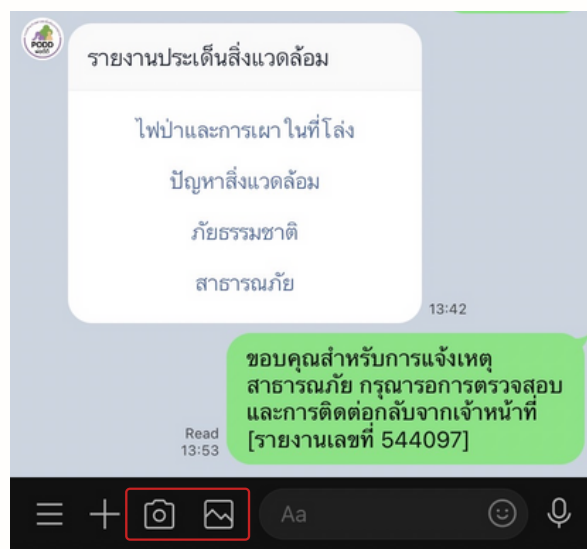 PODD
รายงานประเด็นสิ่งแวดล้อม
ไฟป่าและการเผาในที่โล่ง
ปัญหาสิ่งแวดล้อม
ภัยธรรมชาติ
สาธารณภัย
13:42
ขอบคุณสำหรับการแจ้งเหตุ
สาธารณภัย กรุณารอการตรวจสอบ
และการติดต่อกลับจากเจ้าหน้าที่
[รายงานเลขที่ 544097]
Read
13:53
Aa